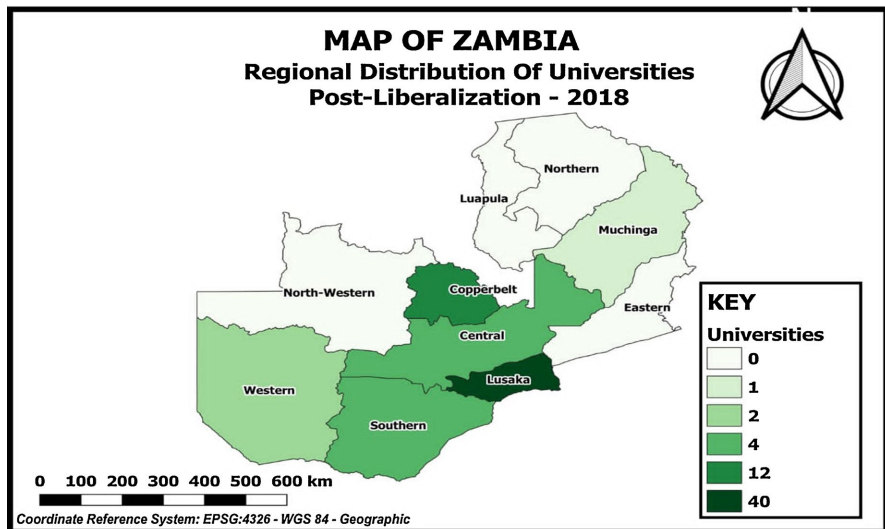 N
MAP OF ZAMBIA
Regional Distribution Of Universities
Post-Liberalization - 2018
Northern
Luapula
Muchinga
North-Western
Copperbelt
Eastern
Central
Lusaka
Western
Southern
KEY
Universities
0
1
2
4
12
40
0 100 200 300 400 500 600 km
Coordinate Reference System: EPSG:4326 - WGS 84 - Geographic